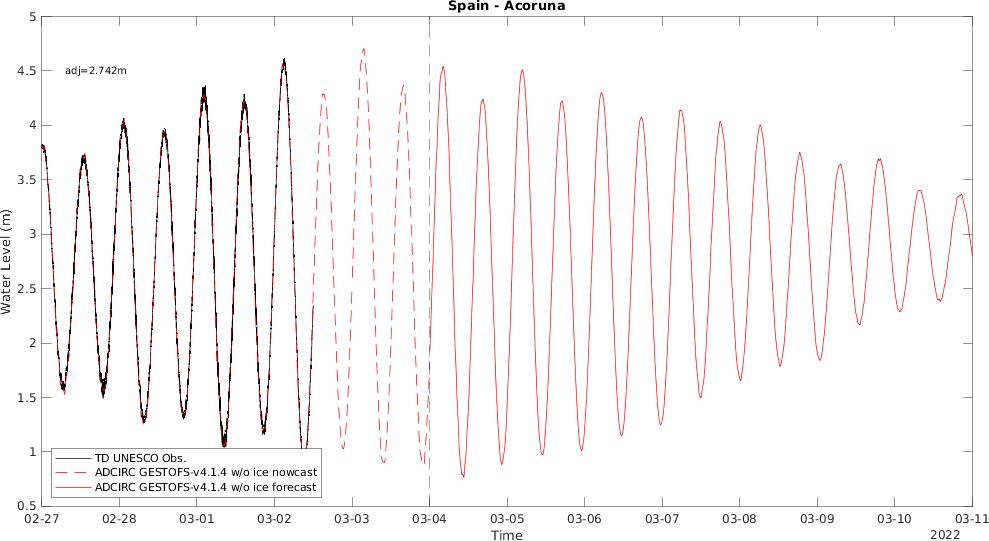 Spain - Acoruna
5
4.5
4
3.5
3
2.5
2
1.5
1
0.5
Water Level (m)
adj=2.742m
TD UNESCO Obs.
ADCIRC GESTOFS-v4.1.4 w/o ice nowcast
ADCIRC GESTOFS-v4.1.4 w/o ice forecast
02-27 02-28 03-01 03-02 03-03 03-04 03-05 03-06 03-07 03-08 03-09 03-10 03-11
Time
2022